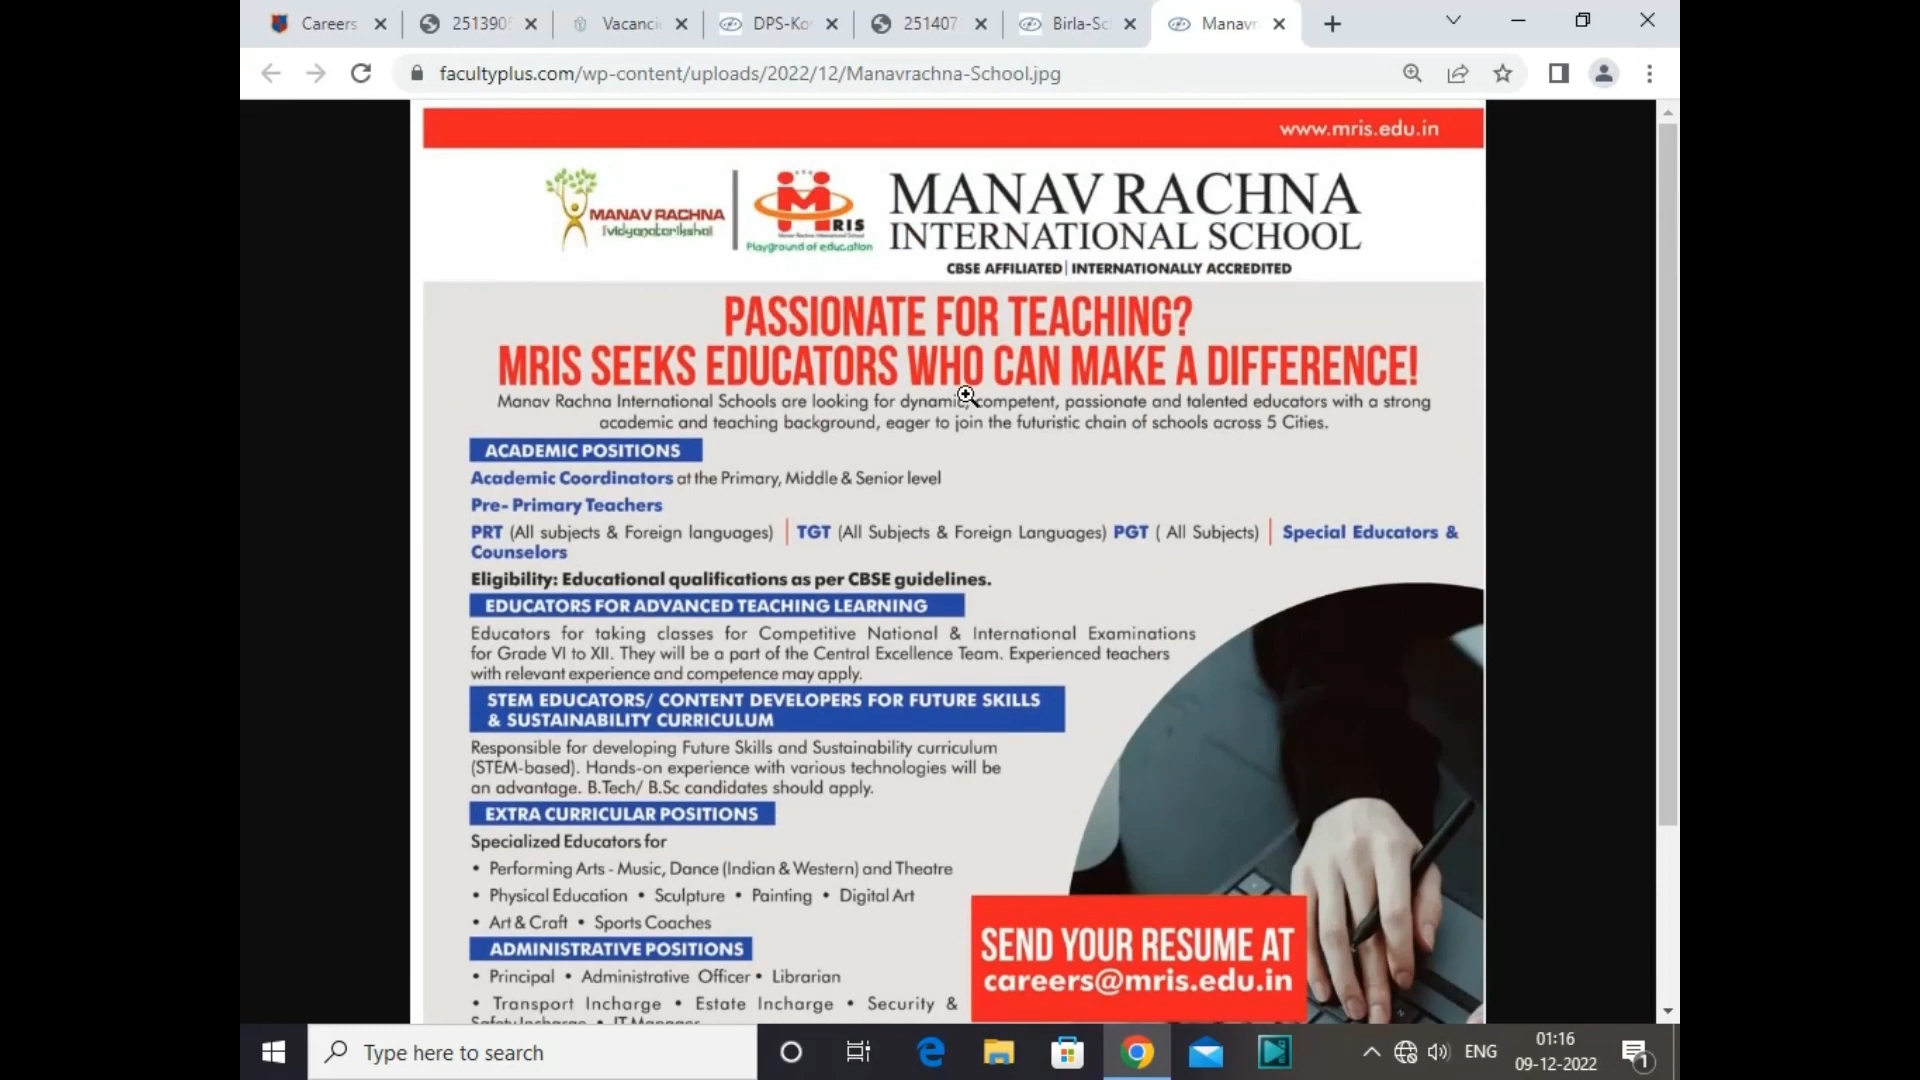 Careers
251390
Vacanci
DPS-Ko
251407
Birla-Sc
Manavr
facultyplus.com/wp-content/uploads/2022/12/Manavrachna-School.jpg
www.mris.edu.in
MANAV RACHNA
RIS
Playground of education
MANAV RACHNA
INTERNATIONAL SCHOOL
CBSE AFFILIATED | INTERNATIONALLY ACCREDITED
PASSIONATE FOR TEACHING?
MRIS SEEKS EDUCATORS WHO CAN MAKE A DIFFERENCE!
Manav Rachna International Schools are looking for dynamic, competent, passionate and talented educators with a strong
academic and teaching background, eager to join the futuristic chain of schools across 5 Cities.
ACADEMIC POSITIONS
Academic Coordinators at the Primary, Middle & Senior level
Pre- Primary Teachers
PRT (All subjects & Foreign languages) | TGT (All Subjects & Foreign Languages) PGT ( All Subjects) | Special Educators &
Counselors
Eligibility: Educational qualifications as per CBSE guidelines.
EDUCATORS FOR ADVANCED TEACHING LEARNING
Educators for taking classes for Competitive National & International Examinations
for Grade VI to XII. They will be a part of the Central Excellence Team. Experienced teachers
with relevant experience and competence may apply.
STEM EDUCATORS/ CONTENT DEVELOPERS FOR FUTURE SKILLS
& SUSTAINABILITY CURRICULUM
Responsible for developing Future Skills and Sustainability curriculum
(STEM-based). Hands-on experience with various technologies will be
an advantage. B.Tech/ B.Sc candidates should apply.
EXTRA CURRICULAR POSITIONS
Specialized Educators for
• Performing Arts - Music, Dance (Indian & Western) and Theatre
• Physical Education • Sculpture • Painting • Digital Art
• Art & Craft • Sports Coaches
ADMINISTRATIVE POSITIONS
• Principal • Administrative Officer • Librarian
• Transport Incharge • Estate Incharge • Security &
Safety Incharge • IT Manager
SEND YOUR RESUME AT
careers@mris.edu.in
Type here to search
ENG
01:16
09-12-2022
1